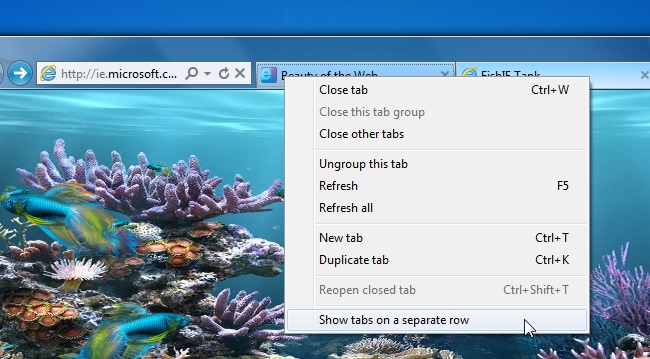 http://ie.microsoft.c...
Beauty of the Web
FishIE Tank
Close tab Ctrl+W
Close this tab group
Close other tabs
Ungroup this tab
Refresh F5
Refresh all
New tab Ctrl+T
Duplicate tab Ctrl+K
Reopen closed tab Ctrl+Shift+T
Show tabs on a separate row